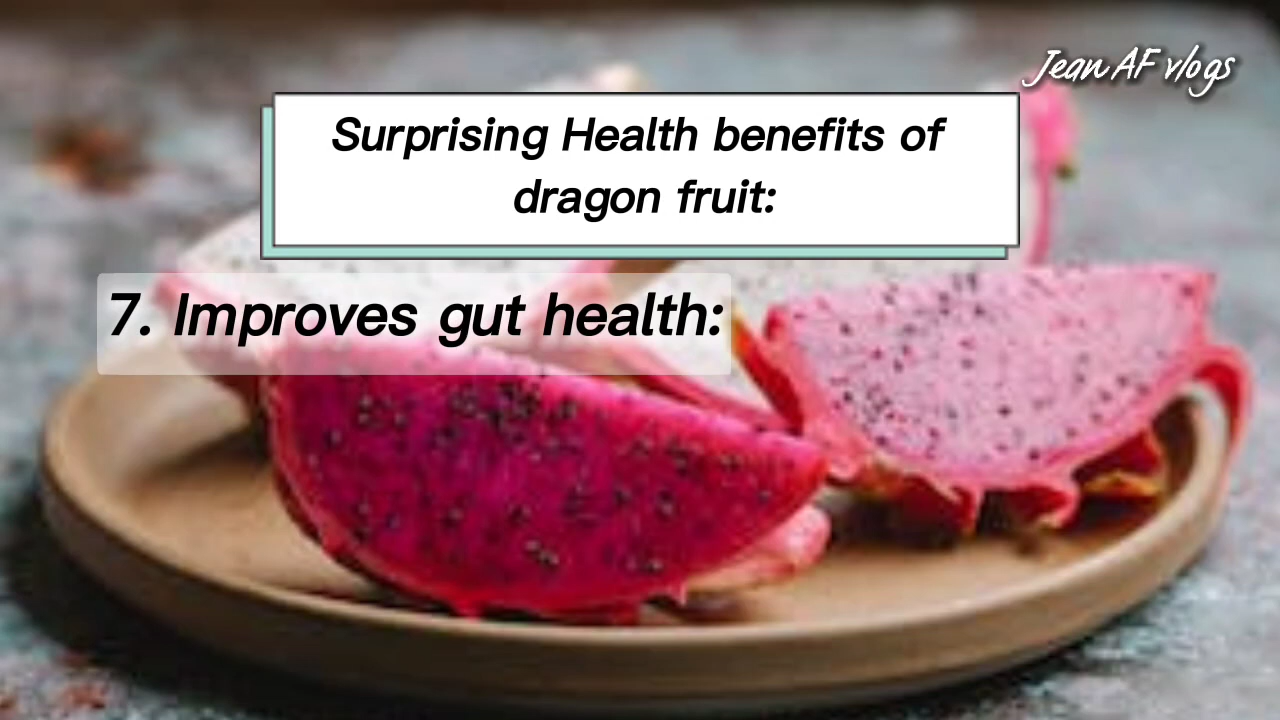 Jean AF vlogs
Surprising Health benefits of
dragon fruit:
7. Improves gut health: